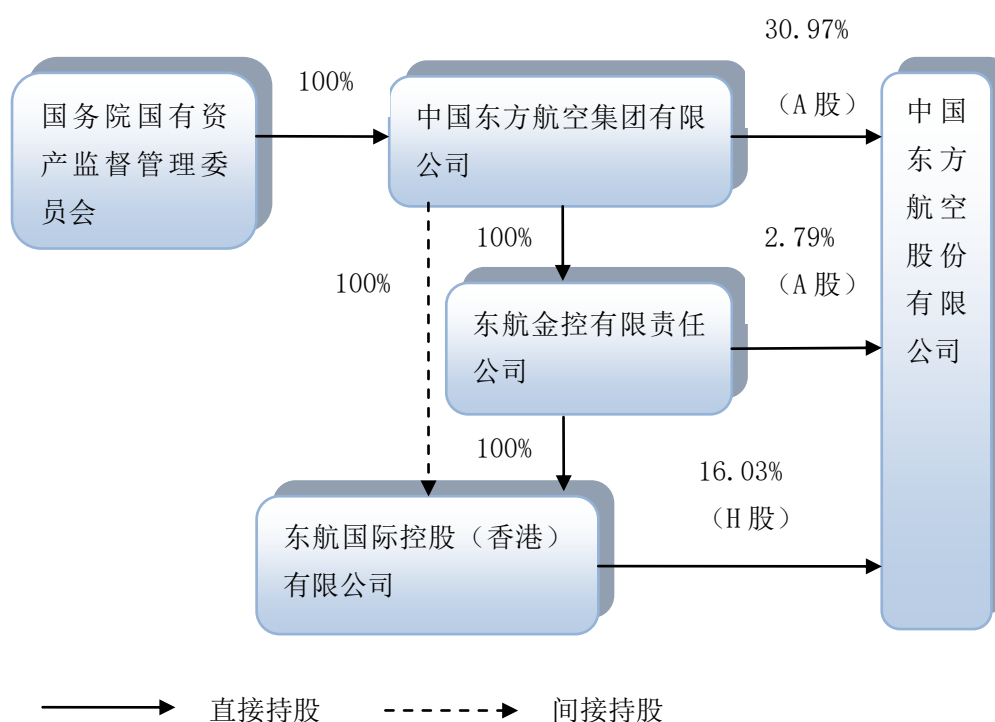 30.97%
（A 股）
100%
国务院国有资
产监督管理委
员会
中国东方航空集团有限
公司
中国
东方
航空
股份
有限
公司
100%
2.79%
（A 股）
100%
东航金控有限责任
公司
100%
16.03%
（H 股）
东航国际控股（香港）
有限公司
直接持股
间接持股